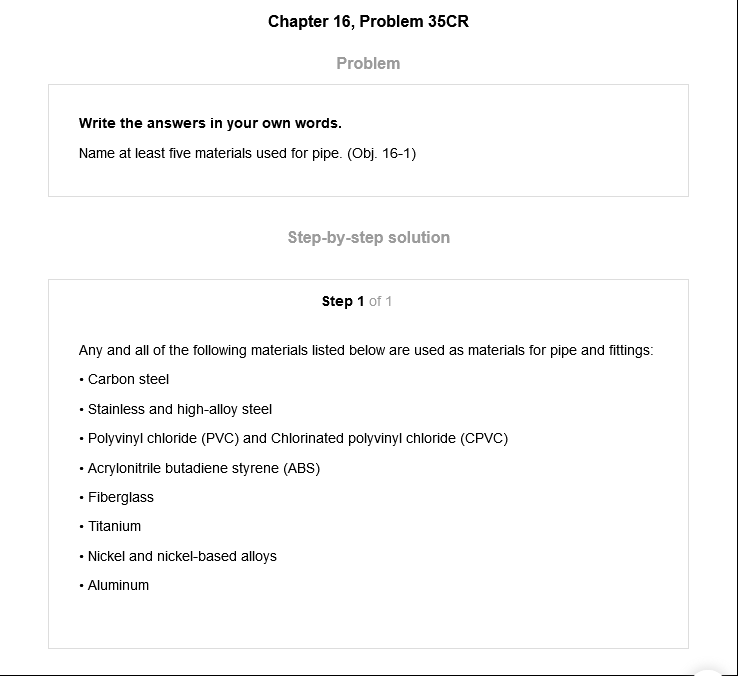 Chapter 16, Problem 35CR
Problem
Write the answers in your own words.
Name at least five materials used for pipe. (Obj. 16-1)
Step-by-step solution
Step 1 of 1
Any and all of the following materials listed below are used as materials for pipe and fittings:
• Carbon steel
• Stainless and high-alloy steel
• Polyvinyl chloride (PVC) and Chlorinated polyvinyl chloride (CPVC)
• Acrylonitrile butadiene styrene (ABS)
• Fiberglass
• Titanium
• Nickel and nickel-based alloys
• Aluminum